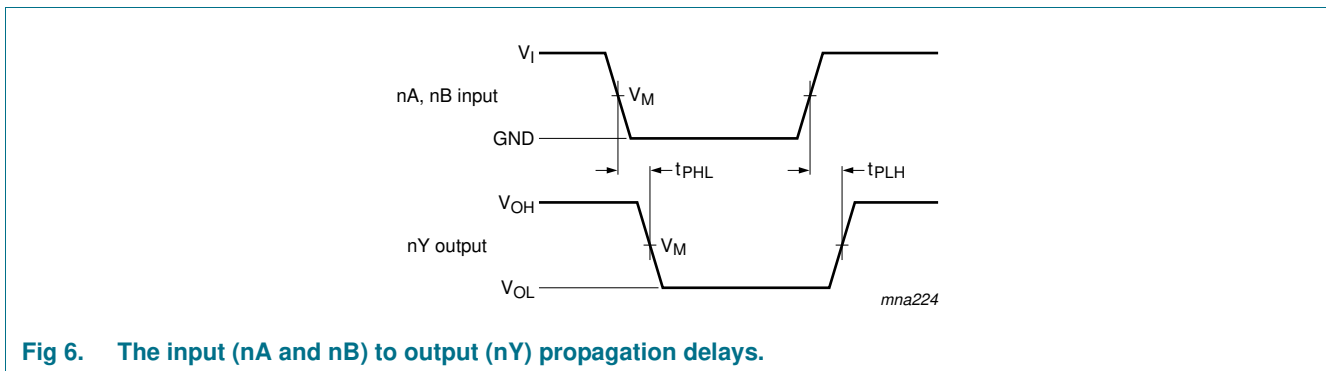 V_I
nA, nB input
V_M
GND
t_PHL
t_PLH
V_OH
nY output
V_M
V_OL
mna224
Fig 6. The input (nA and nB) to output (nY) propagation delays.